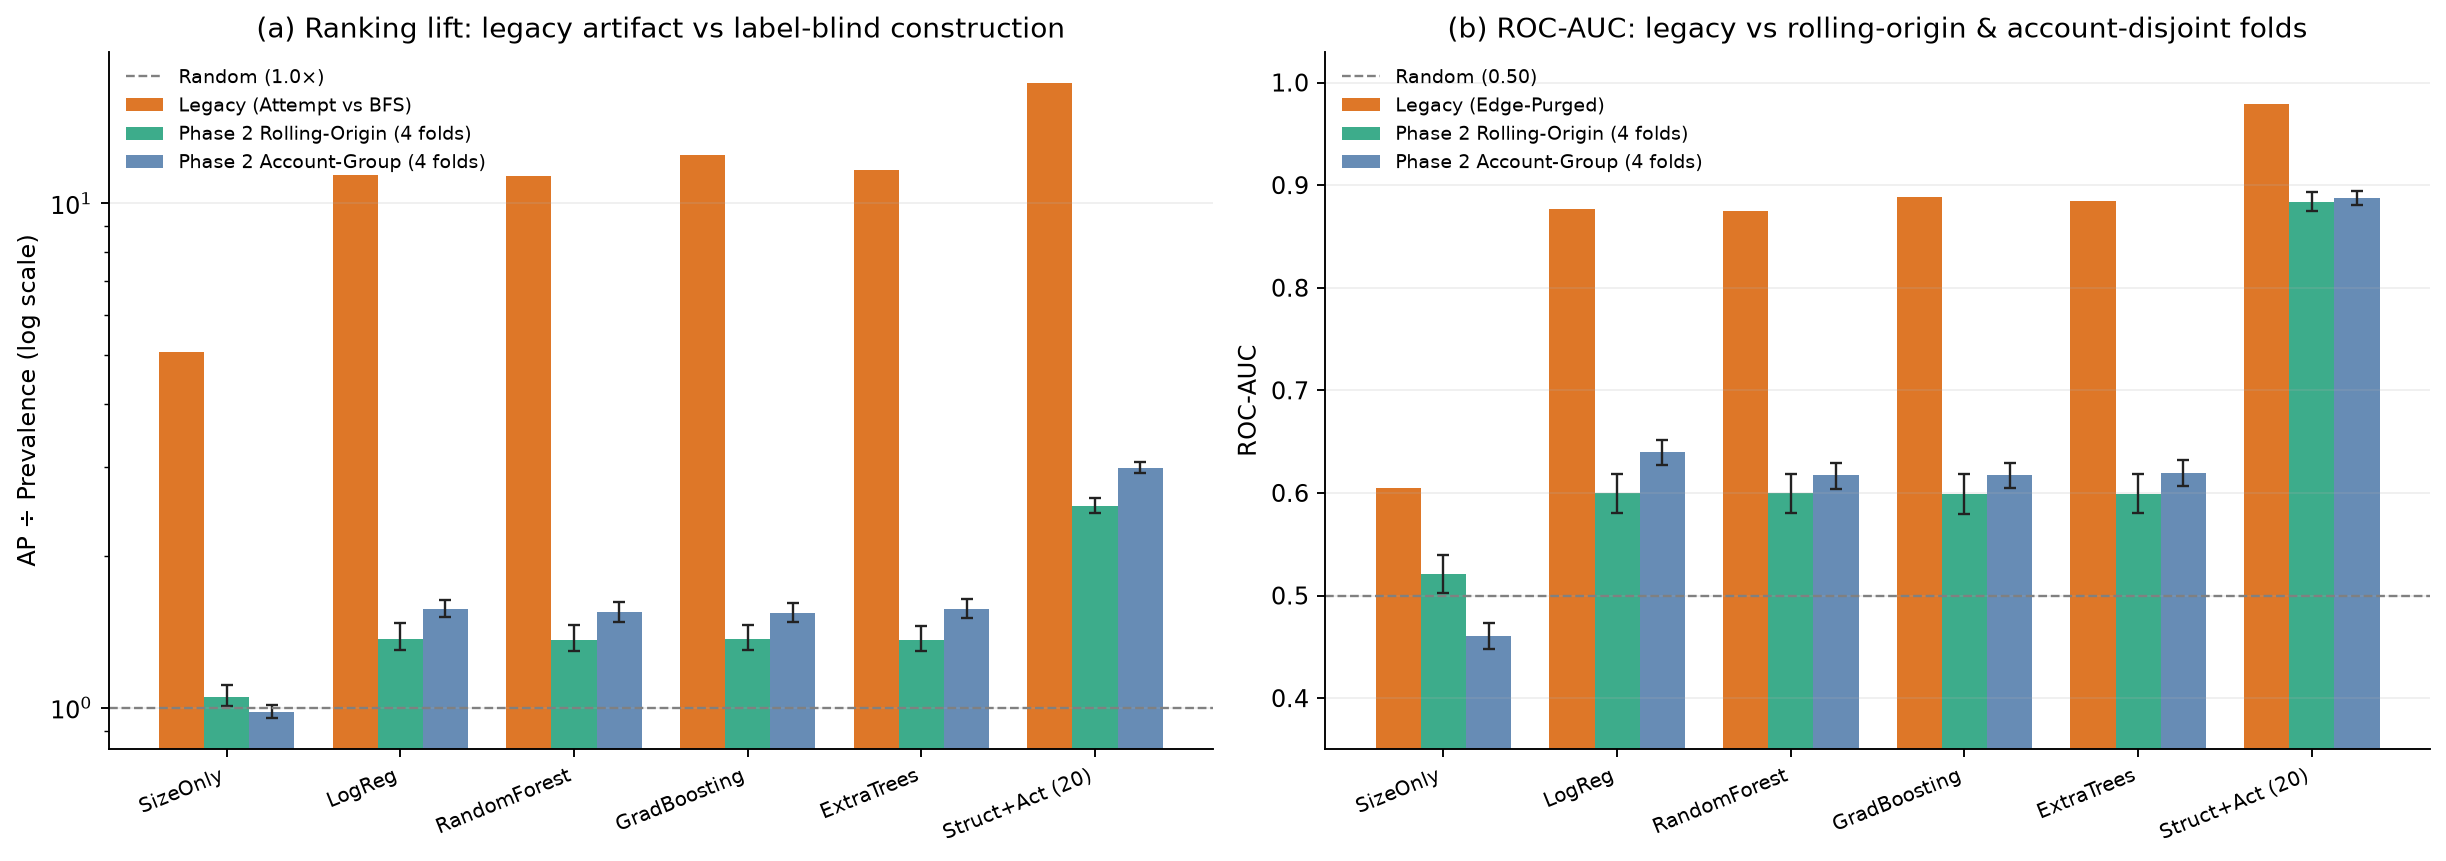 (a) Ranking lift: legacy artifact vs label-blind construction
Random (1.0×)
Legacy (Attempt vs BFS)
Phase 2 Rolling-Origin (4 folds)
Phase 2 Account-Group (4 folds)
AP ÷ Prevalence (log scale)
10¹
10⁰
SizeOnly
LogReg
RandomForest
GradBoosting
ExtraTrees
Struct+Act (20)
(b) ROC-AUC: legacy vs rolling-origin & account-disjoint folds
Random (0.50)
Legacy (Edge-Purged)
Phase 2 Rolling-Origin (4 folds)
Phase 2 Account-Group (4 folds)
ROC-AUC
1.0
0.9
0.8
0.7
0.6
0.5
0.4
SizeOnly
LogReg
RandomForest
GradBoosting
ExtraTrees
Struct+Act (20)